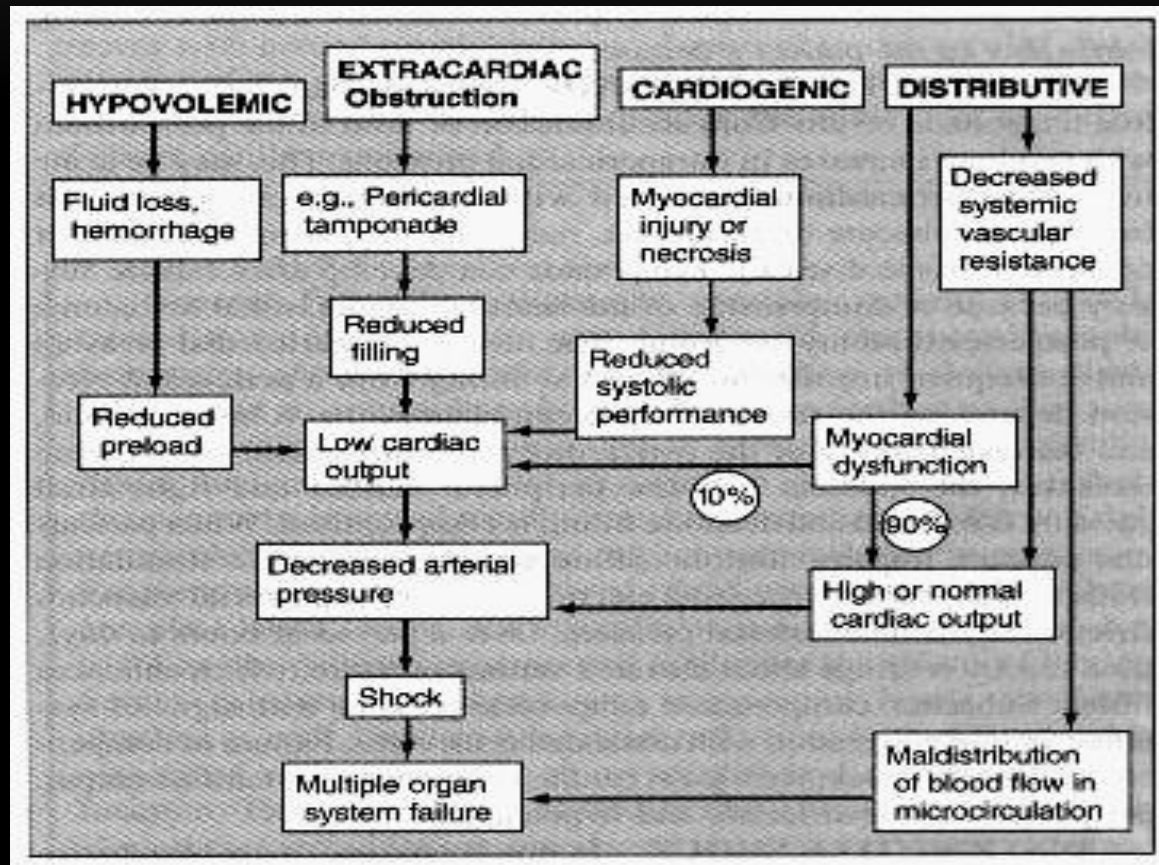 HYPOVOLEMIC
EXTRACARDIAC
Obstruction
CARDIOGENIC
DISTRIBUTIVE
Fluid loss,
hemorrhage
e.g., Pericardial
tamponade
Myocardial
injury or
necrosis
Decreased
systemic
vascular
resistance
Reduced
filling
Reduced
systolic
performance
Reduced
preload
Low cardiac
output
Myocardial
dysfunction
10%
90%
Decreased arterial
pressure
High or normal
cardiac output
Shock
Multiple organ
system failure
Maldistribution
of blood flow in
microcirculation